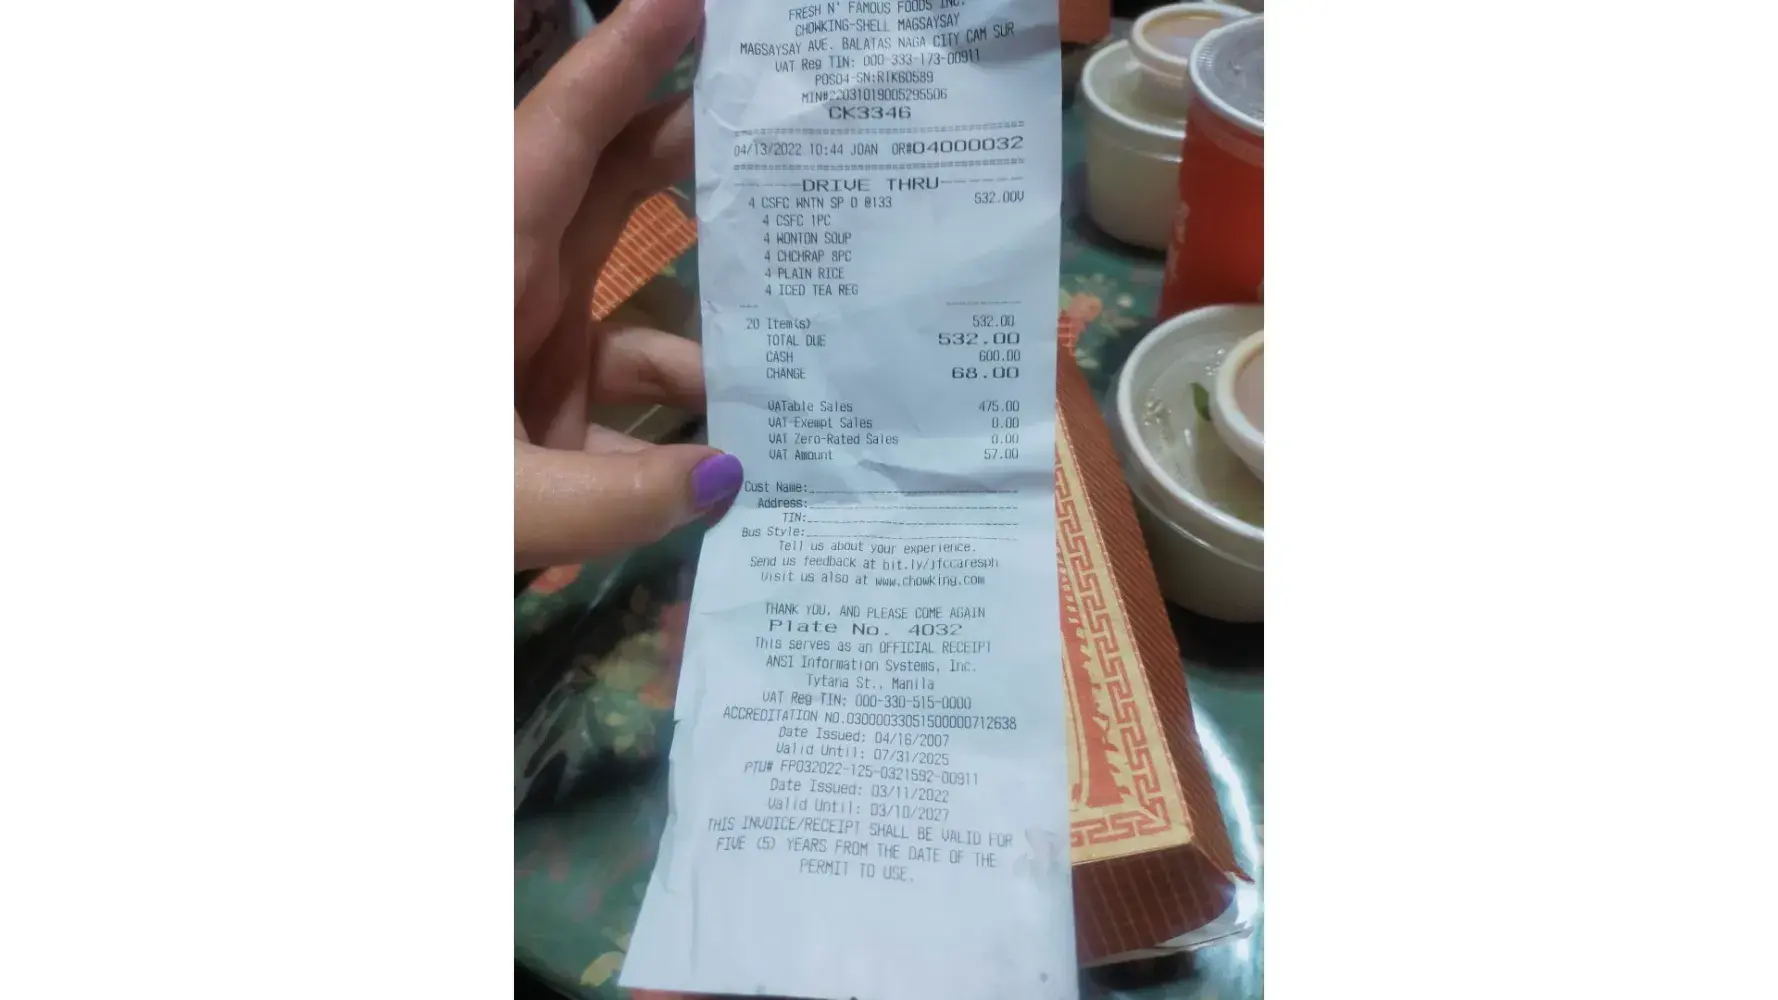 FRESH N' FAMOUS FOODS INC.
CHOWKING-SHELL MAGSAYSAY
MAGSAYSAY AVE. BALATAS NAGA CITY CAM SUR
VAT Reg TIN: 000-333-173-00911
POS04-SN:R1K60589
MIN#22031019005295506
CK3346
04/13/2022 10:44 JOAN OR#04000032
DRIVE THRU
4 CSFC WNTN SP D @133 532.00V
4 CSFC 1PC
4 WONTON SOUP
4 CHCHRAP 8PC
4 PLAIN RICE
4 ICED TEA REG
20 Item(s) 532.00
TOTAL DUE 532.00
CASH 600.00
CHANGE 68.00
VATable Sales 475.00
VAT Exempt Sales 0.00
VAT Zero-Rated Sales 0.00
VAT Amount 57.00
Cust Name:
Address:
TIN:
Bus Style:
Tell us about your experience.
Send us feedback at bit.ly/jfccaresph
Visit us also at www.chowking.com
THANK YOU, AND PLEASE COME AGAIN
Plate No. 4032
This serves as an OFFICIAL RECEIPT
ANSI Information Systems, Inc.
Tytana St., Manila
VAT Reg TIN: 000-330-515-0000
ACCREDITATION NO.03000033051500000712638
Date Issued: 04/16/2007
Valid Until: 07/31/2025
PTU# FP032022-125-0321592-00911
Date Issued: 03/11/2022
Valid Until: 03/10/2027
THIS INVOICE/RECEIPT SHALL BE VALID FOR
FIVE (5) YEARS FROM THE DATE OF THE
PERMIT TO USE.